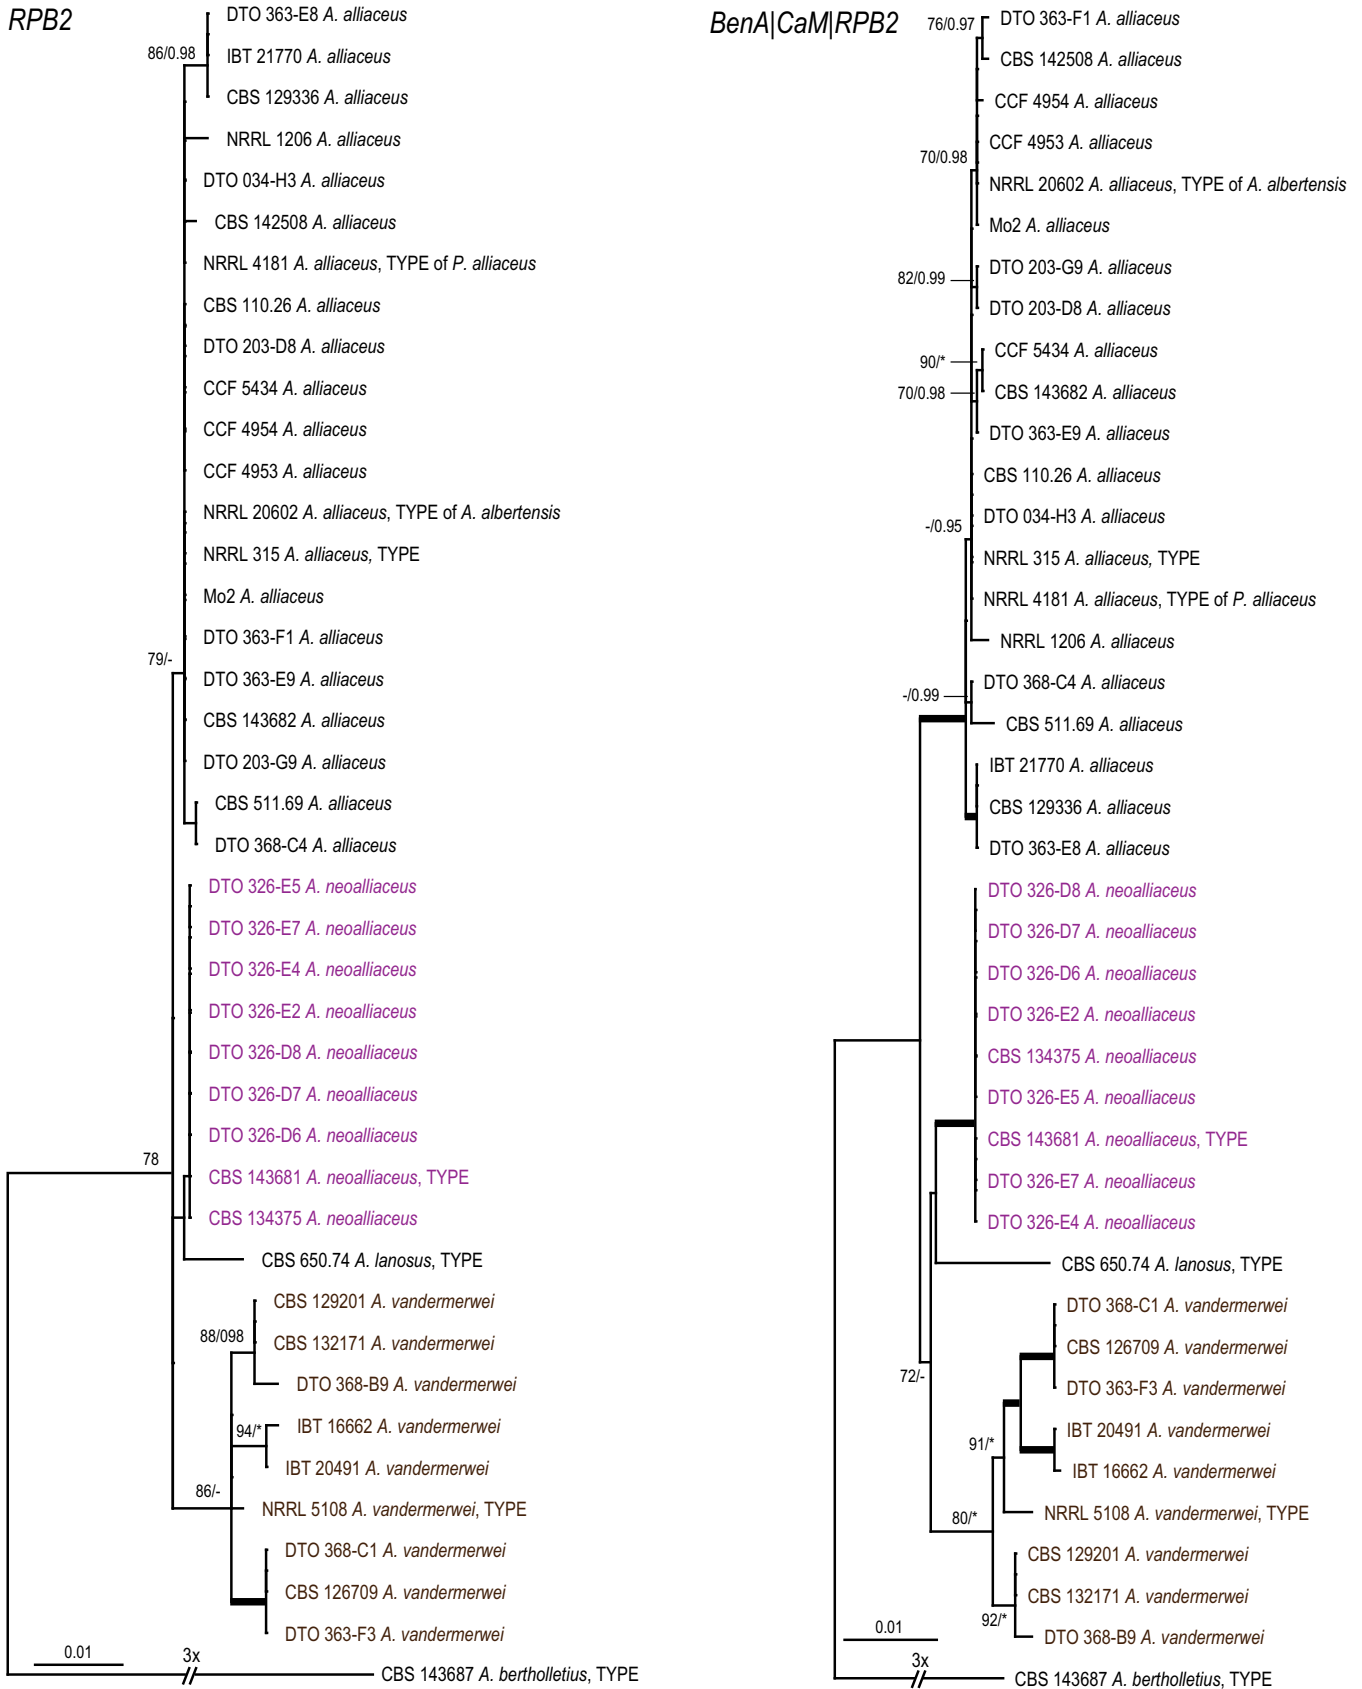 RPB2
DTO 363-E8 A. alliaceus
86/0.98
IBT 21770 A. alliaceus
CBS 129336 A. alliaceus
NRRL 1206 A. alliaceus
DTO 034-H3 A. alliaceus
CBS 142508 A. alliaceus
NRRL 4181 A. alliaceus, TYPE of P. alliaceus
CBS 110.26 A. alliaceus
DTO 203-D8 A. alliaceus
CCF 5434 A. alliaceus
CCF 4954 A. alliaceus
CCF 4953 A. alliaceus
NRRL 20602 A. alliaceus, TYPE of A. albertensis
NRRL 315 A. alliaceus, TYPE
Mo2 A. alliaceus
DTO 363-F1 A. alliaceus
79/-
DTO 363-E9 A. alliaceus
CBS 143682 A. alliaceus
DTO 203-G9 A. alliaceus
CBS 511.69 A. alliaceus
DTO 368-C4 A. alliaceus
DTO 326-E5 A. neoalliaceus
DTO 326-E7 A. neoalliaceus
DTO 326-E4 A. neoalliaceus
DTO 326-E2 A. neoalliaceus
DTO 326-D8 A. neoalliaceus
DTO 326-D7 A. neoalliaceus
DTO 326-D6 A. neoalliaceus
78
CBS 143681 A. neoalliaceus, TYPE
CBS 134375 A. neoalliaceus
CBS 650.74 A. lanosus, TYPE
CBS 129201 A. vandermerwei
88/098
CBS 132171 A. vandermerwei
DTO 368-B9 A. vandermerwei
IBT 16662 A. vandermerwei
94/*
IBT 20491 A. vandermerwei
86/-
NRRL 5108 A. vandermerwei, TYPE
DTO 368-C1 A. vandermerwei
CBS 126709 A. vandermerwei
DTO 363-F3 A. vandermerwei
0.01
3x
CBS 143687 A. bertholletius, TYPE
BenA|CaM|RPB2
76/0.97
DTO 363-F1 A. alliaceus
CBS 142508 A. alliaceus
CCF 4954 A. alliaceus
CCF 4953 A. alliaceus
70/0.98
NRRL 20602 A. alliaceus, TYPE of A. albertensis
Mo2 A. alliaceus
DTO 203-G9 A. alliaceus
82/0.99
DTO 203-D8 A. alliaceus
CCF 5434 A. alliaceus
90/*
CBS 143682 A. alliaceus
70/0.98
DTO 363-E9 A. alliaceus
CBS 110.26 A. alliaceus
DTO 034-H3 A. alliaceus
-/0.95
NRRL 315 A. alliaceus, TYPE
NRRL 4181 A. alliaceus, TYPE of P. alliaceus
NRRL 1206 A. alliaceus
DTO 368-C4 A. alliaceus
-/0.99
CBS 511.69 A. alliaceus
IBT 21770 A. alliaceus
CBS 129336 A. alliaceus
DTO 363-E8 A. alliaceus
DTO 326-D8 A. neoalliaceus
DTO 326-D7 A. neoalliaceus
DTO 326-D6 A. neoalliaceus
DTO 326-E2 A. neoalliaceus
CBS 134375 A. neoalliaceus
DTO 326-E5 A. neoalliaceus
CBS 143681 A. neoalliaceus, TYPE
DTO 326-E7 A. neoalliaceus
DTO 326-E4 A. neoalliaceus
CBS 650.74 A. lanosus, TYPE
DTO 368-C1 A. vandermerwei
CBS 126709 A. vandermerwei
72/-
DTO 363-F3 A. vandermerwei
IBT 20491 A. vandermerwei
91/*
IBT 16662 A. vandermerwei
80/*
NRRL 5108 A. vandermerwei, TYPE
CBS 129201 A. vandermerwei
CBS 132171 A. vandermerwei
92/*
DTO 368-B9 A. vandermerwei
0.01
3x
CBS 143687 A. bertholletius, TYPE